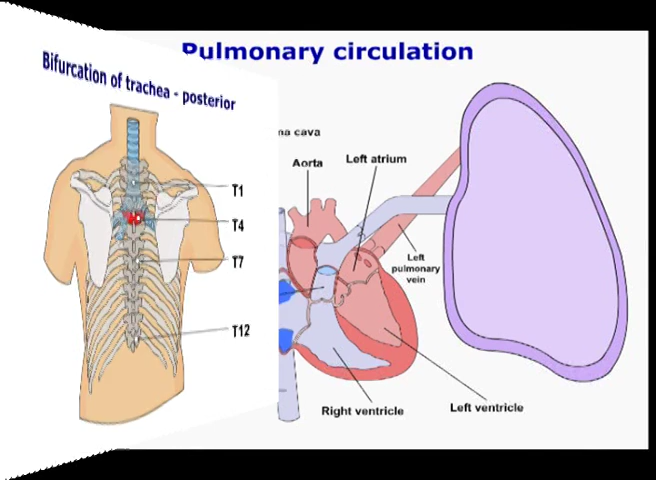 Bifurcation of trachea - posterior
T1
T4
T7
T12
Pulmonary circulation
cava
Aorta
Left atrium
Left
pulmonary
vein
Right ventricle
Left ventricle